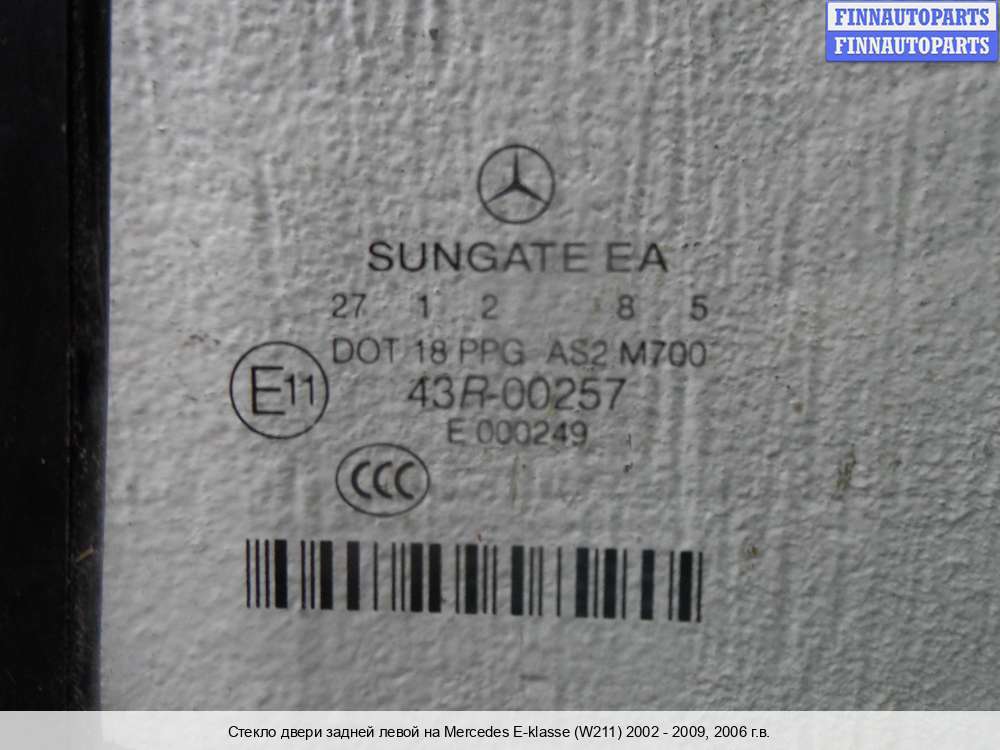 FINNAUTOPARTS
FINNAUTOPARTS
SUNGATE EA
27 1 2 8 5
DOT 18 PPG AS2 M700
E11
43R-00257
E 000249
CCC
Стекло двери задней левой на Mercedes E-klasse (W211) 2002 - 2009, 2006 г.в.